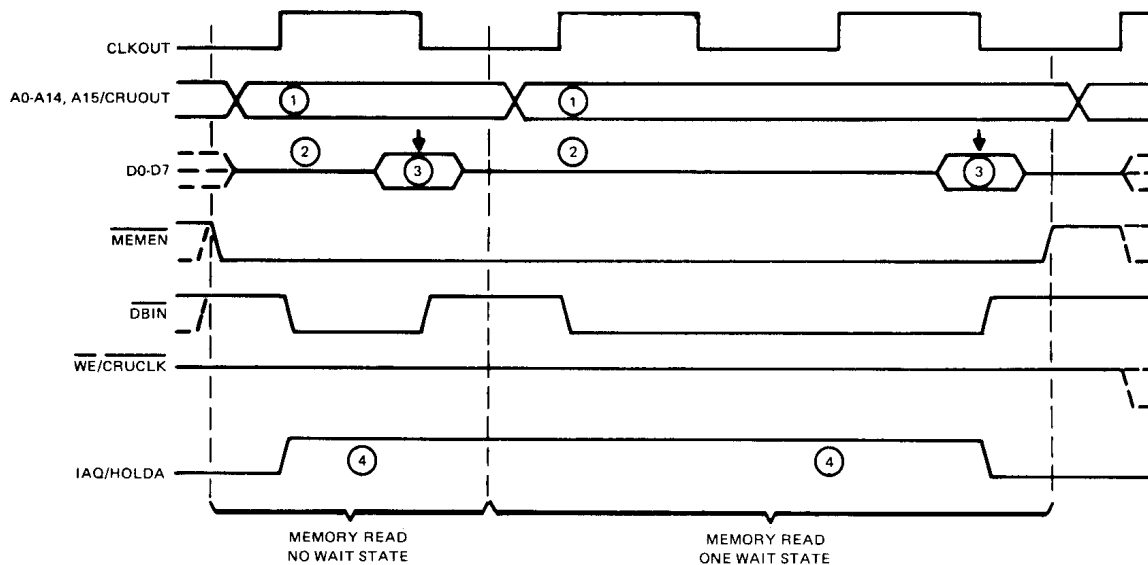 CLKOUT
A0-A14, A15/CRUOUT
1
1
D0-D7
2
3
2
3
MEMEN
DBIN
WE/CRUCLK
IAQ/HOLDA
4
4
MEMORY READ
NO WAIT STATE
MEMORY READ
ONE WAIT STATE